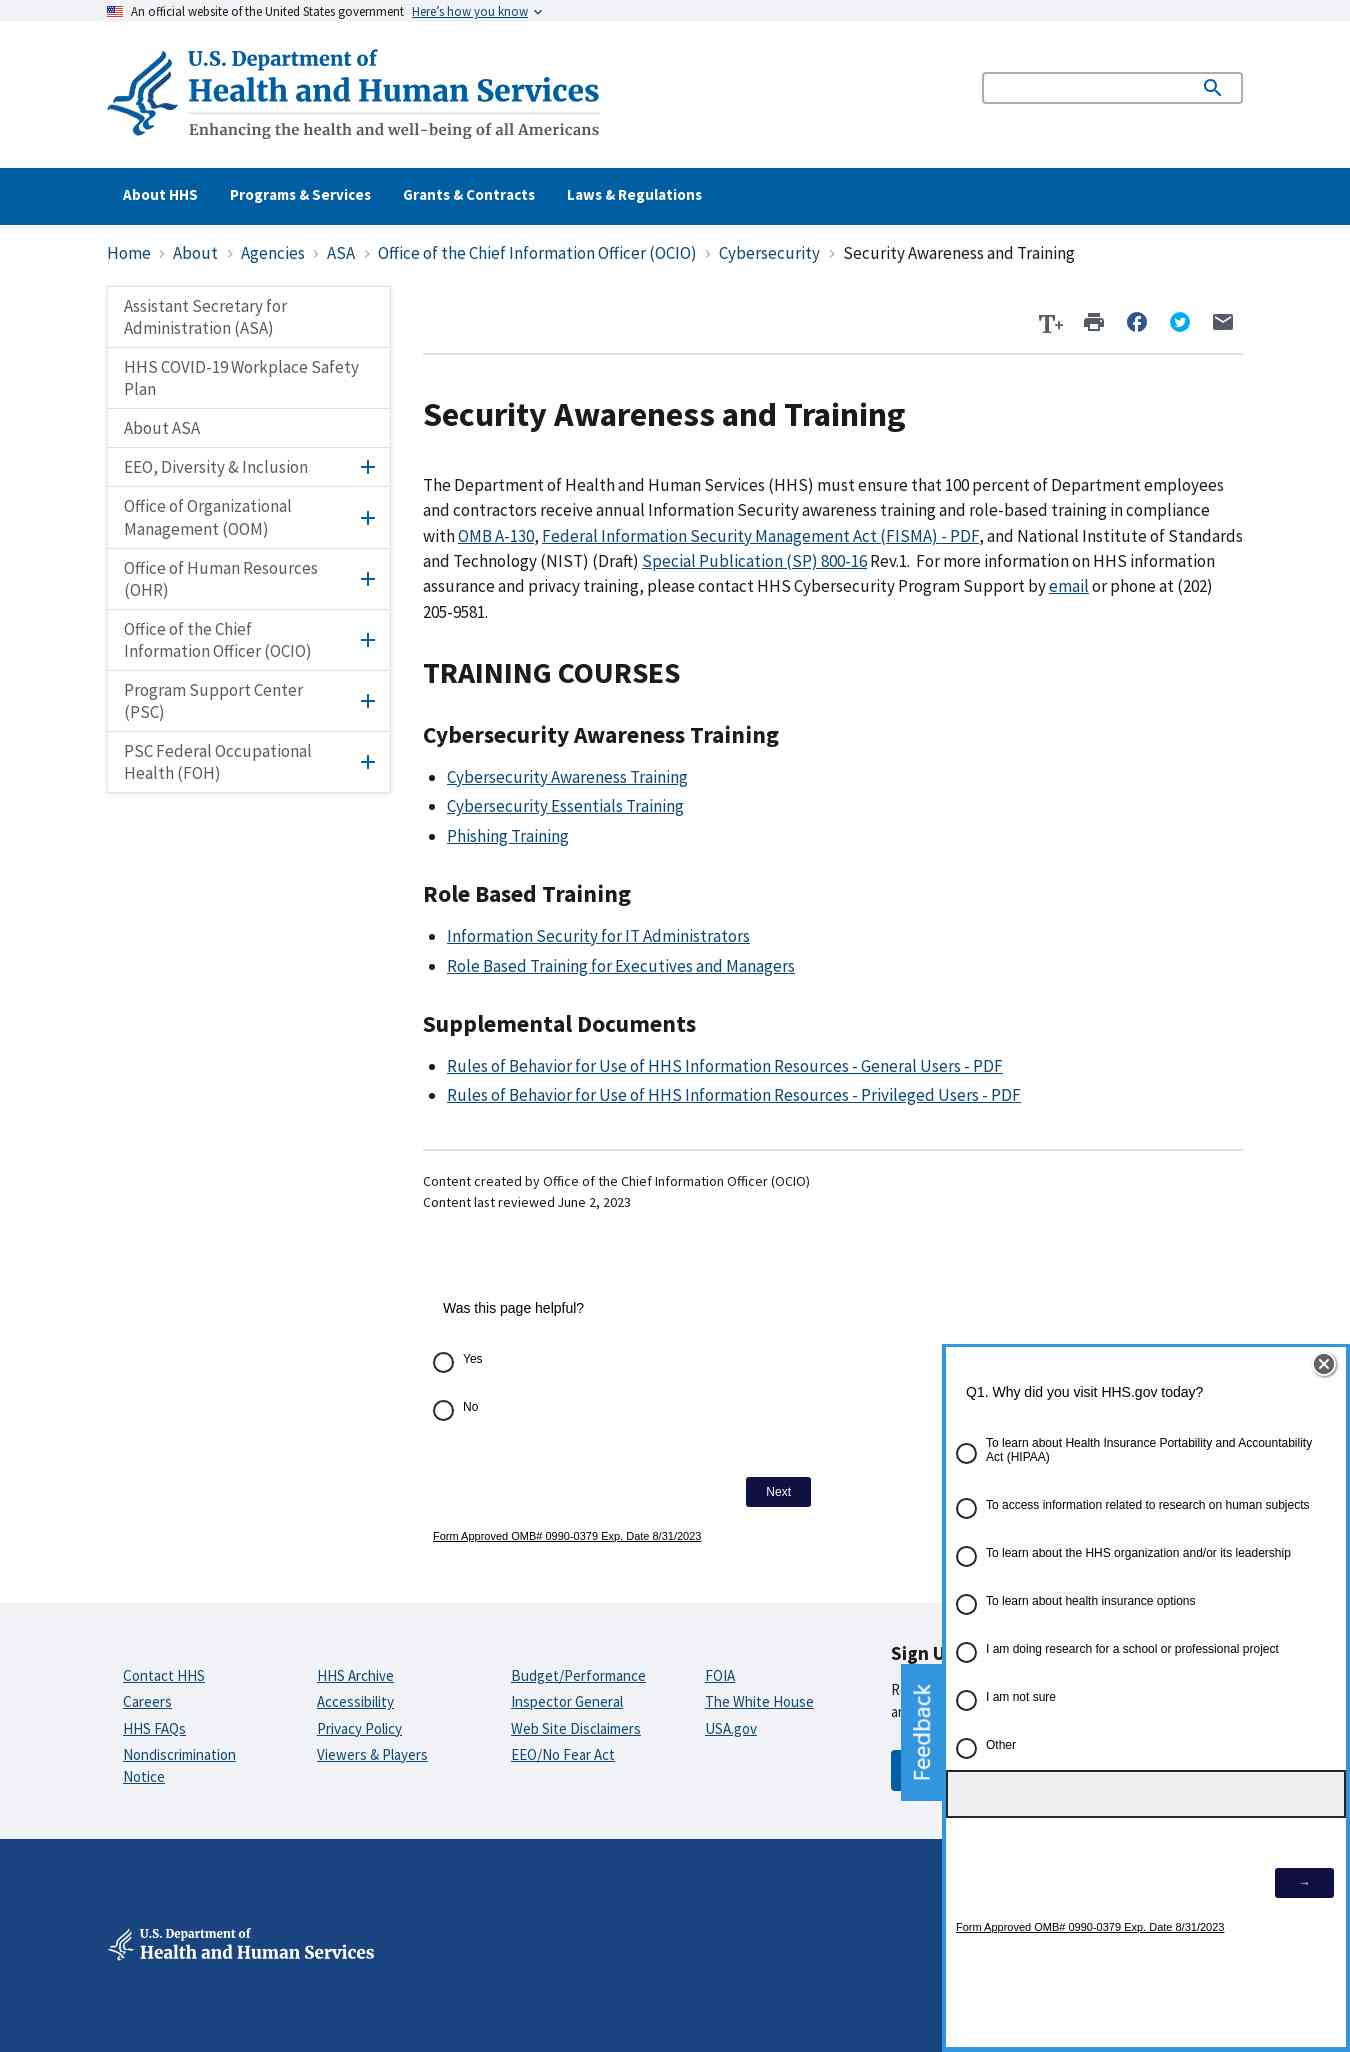 An official website of the United States government Here's how you know
U.S. Department of
Health and Human Services
Enhancing the health and well-being of all Americans
About HHS Programs & Services Grants & Contracts Laws & Regulations
Home › About › Agencies › ASA › Office of the Chief Information Officer (OCIO) › Cybersecurity › Security Awareness and Training
Assistant Secretary for
Administration (ASA)
HHS COVID-19 Workplace Safety
Plan
About ASA
EEO, Diversity & Inclusion
Office of Organizational
Management (OOM)
Office of Human Resources
(OHR)
Office of the Chief
Information Officer (OCIO)
Program Support Center
(PSC)
PSC Federal Occupational
Health (FOH)
Security Awareness and Training
The Department of Health and Human Services (HHS) must ensure that 100 percent of Department employees
and contractors receive annual Information Security awareness training and role-based training in compliance
with OMB A-130, Federal Information Security Management Act (FISMA) - PDF, and National Institute of Standards
and Technology (NIST) (Draft) Special Publication (SP) 800-16 Rev.1. For more information on HHS information
assurance and privacy training, please contact HHS Cybersecurity Program Support by email or phone at (202)
205-9581.
TRAINING COURSES
Cybersecurity Awareness Training
Cybersecurity Awareness Training
Cybersecurity Essentials Training
Phishing Training
Role Based Training
Information Security for IT Administrators
Role Based Training for Executives and Managers
Supplemental Documents
Rules of Behavior for Use of HHS Information Resources - General Users - PDF
Rules of Behavior for Use of HHS Information Resources - Privileged Users - PDF
Content created by Office of the Chief Information Officer (OCIO)
Content last reviewed June 2, 2023
Was this page helpful?
Yes
No
Next
Form Approved OMB# 0990-0379 Exp. Date 8/31/2023
Q1. Why did you visit HHS.gov today?
To learn about Health Insurance Portability and Accountability
Act (HIPAA)
To access information related to research on human subjects
To learn about the HHS organization and/or its leadership
To learn about health insurance options
I am doing research for a school or professional project
I am not sure
Other
→
Form Approved OMB# 0990-0379 Exp. Date 8/31/2023
Feedback
Sign
Contact HHS
Careers
HHS FAQs
Nondiscrimination
Notice
HHS Archive
Accessibility
Privacy Policy
Viewers & Players
Budget/Performance
Inspector General
Web Site Disclaimers
EEO/No Fear Act
FOIA
The White House
USA.gov
U.S. Department of
Health and Human Services